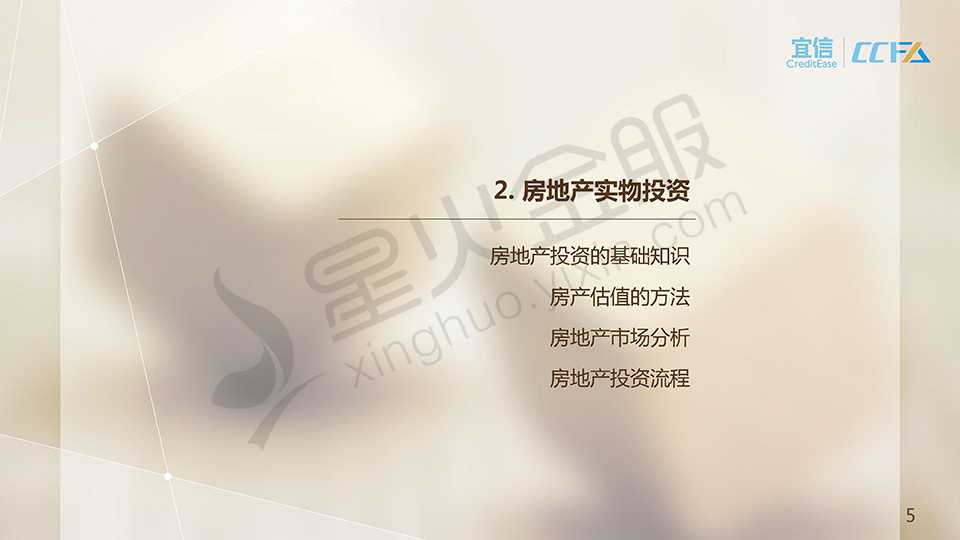 宜信
CreditEase
CCFA
2. 房地产实物投资
房地产投资的基础知识
房产估值的方法
房地产市场分析
房地产投资流程
星火金服
xinghuo.yixin.com
5